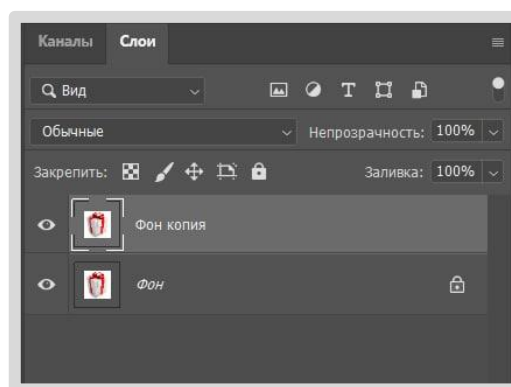 Каналы Слои
Вид
Обычные Непрозрачность: 100%
Закрепить: Заливка: 100%
Фон копия
Фон